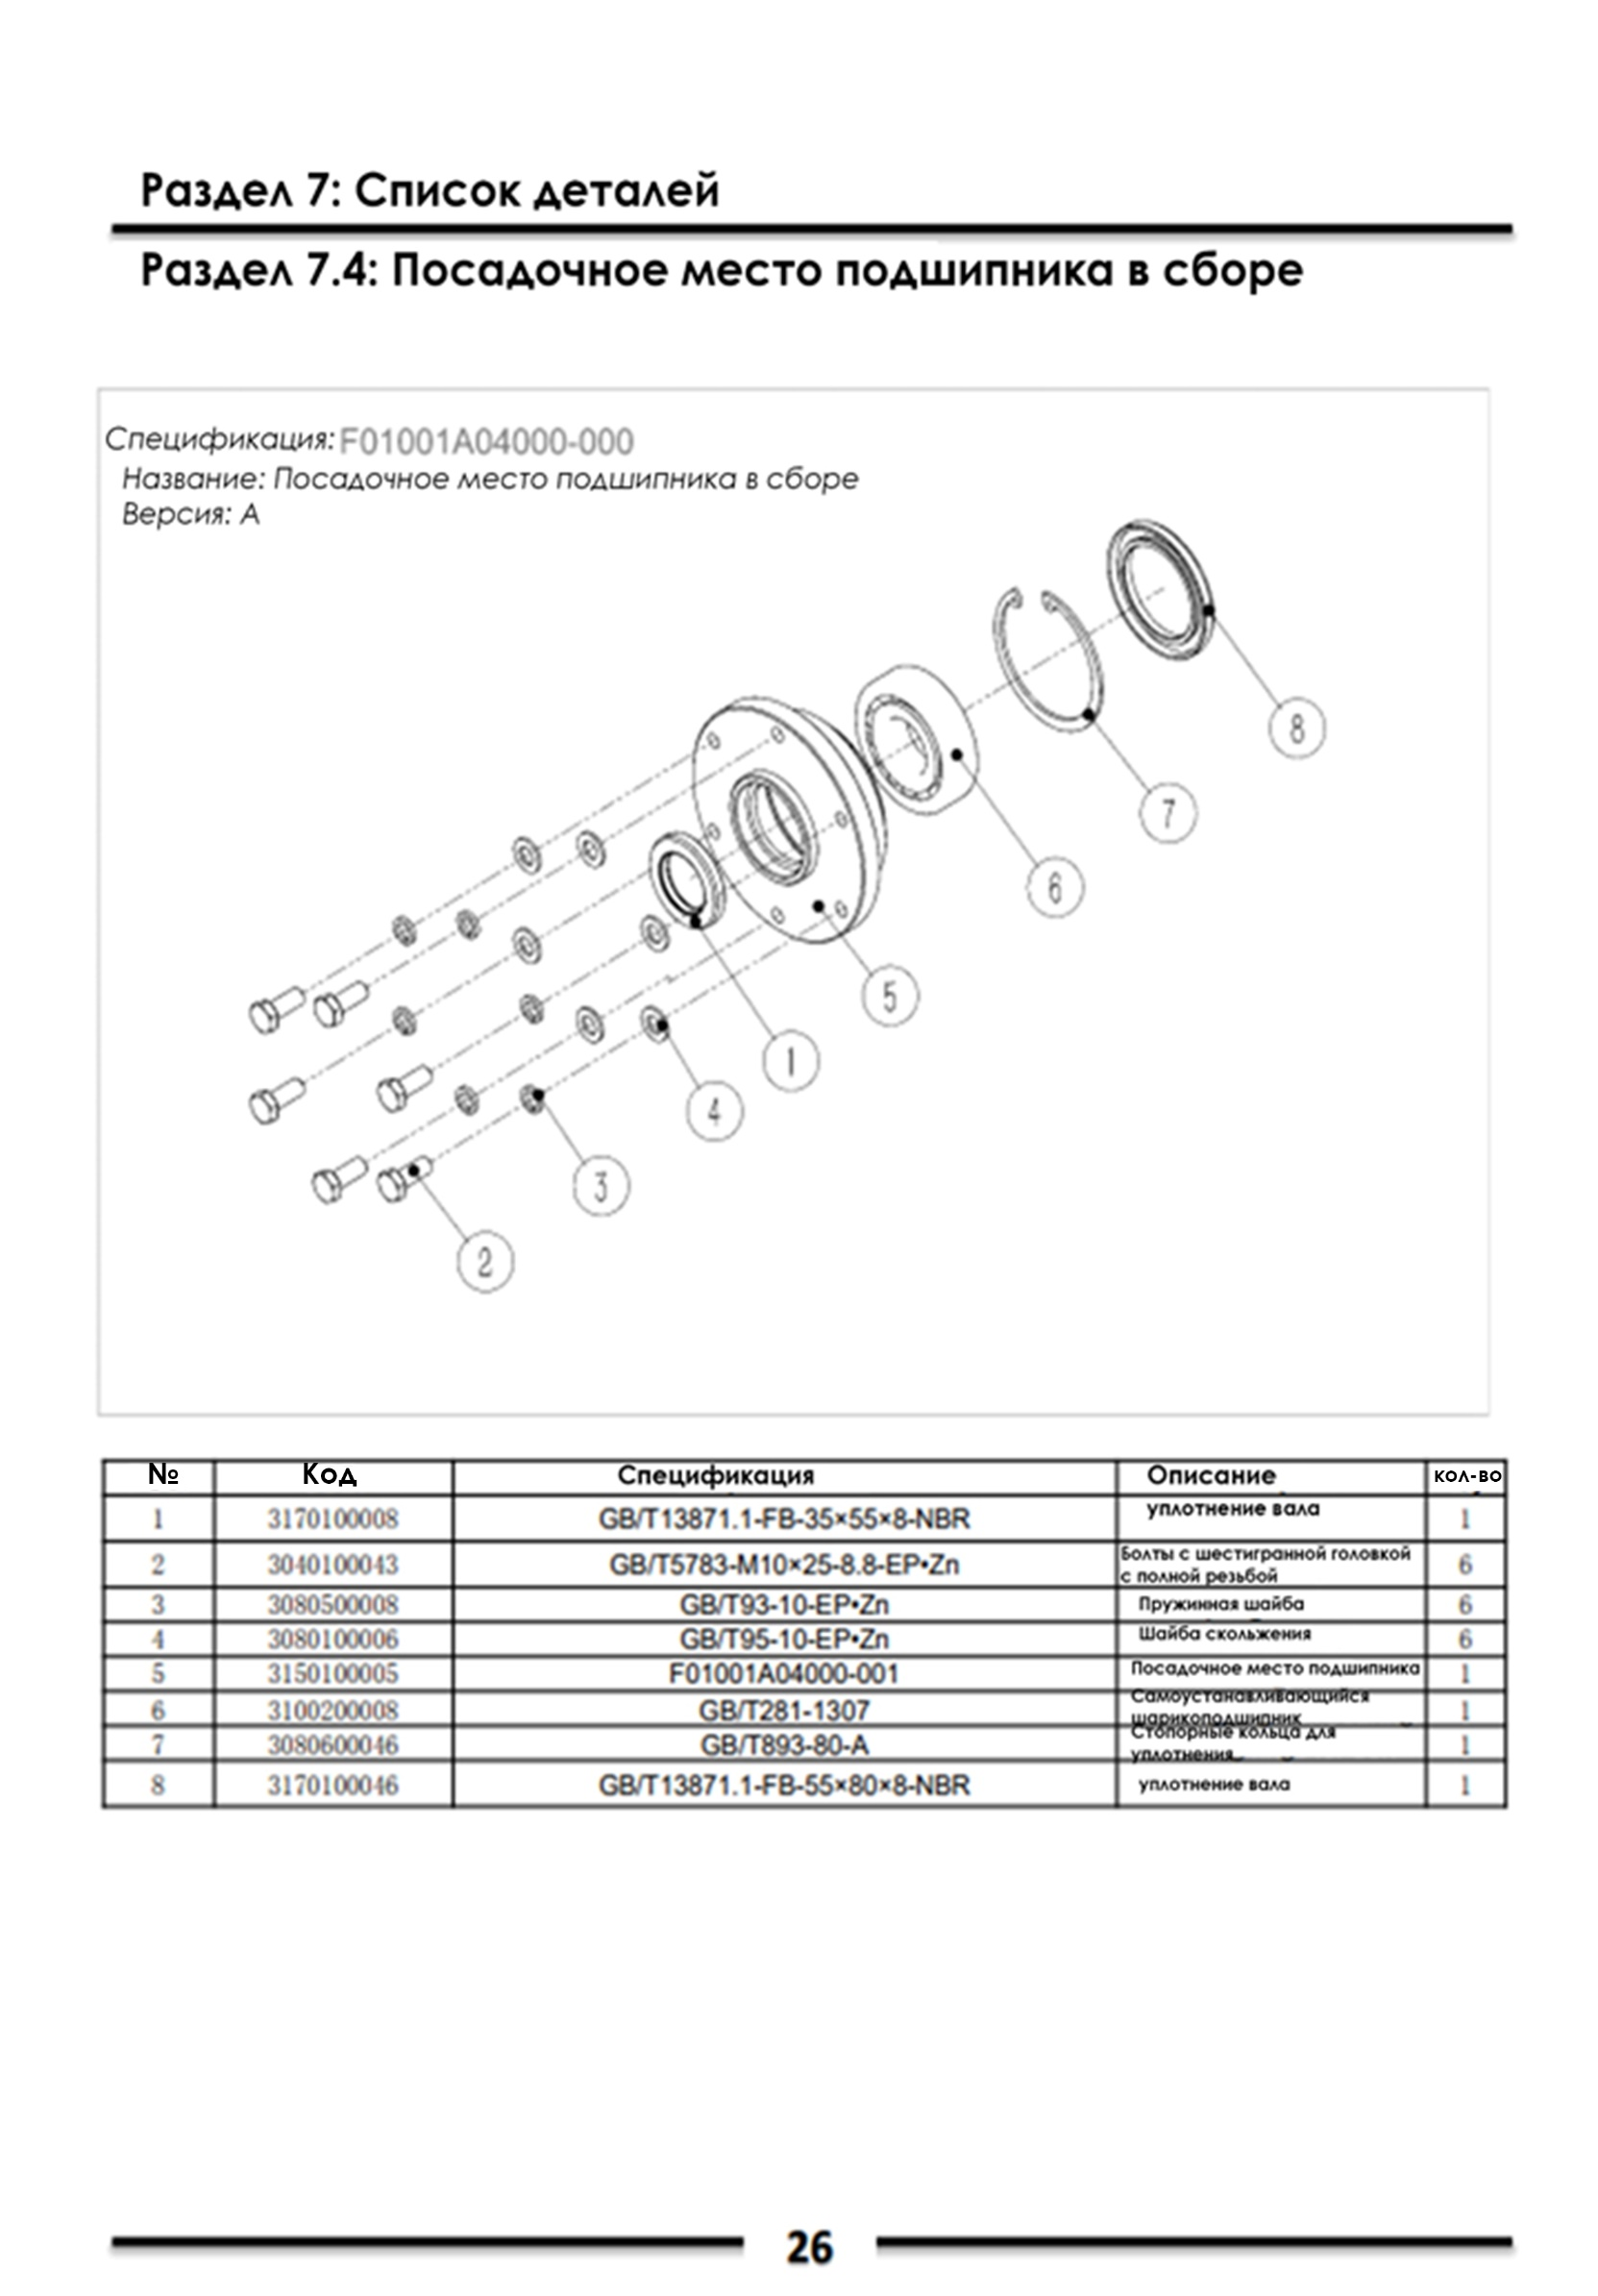 Раздел 7: Список деталей
Раздел 7.4: Посадочное место подшипника в сборе
Спецификация: F01001A04000-000
Название: Посадочное место подшипника в сборе
Версия: А
8
7
6
5
1
4
3
2
№ Код Спецификация Описание кол-во
1 3170100008 GB/T13871.1-FB-35×55×8-NBR уплотнение вала 1
2 3040100043 GB/T5783-M10×25-8.8-EP•Zn Болты с шестигранной головкой с полной резьбой 6
3 3080500008 GB/T93-10-EP•Zn Пружинная шайба 6
4 3080100006 GB/T95-10-EP•Zn Шайба скольжения 6
5 3150100005 F01001A04000-001 Посадочное место подшипника 1
6 3100200008 GB/T281-1307 Самоустанавливающийся шарикоподшипник 1
7 3080600046 GB/T893-80-A Стопорные кольца для уплотнения 1
8 3170100046 GB/T13871.1-FB-55×80×8-NBR уплотнение вала 1
26